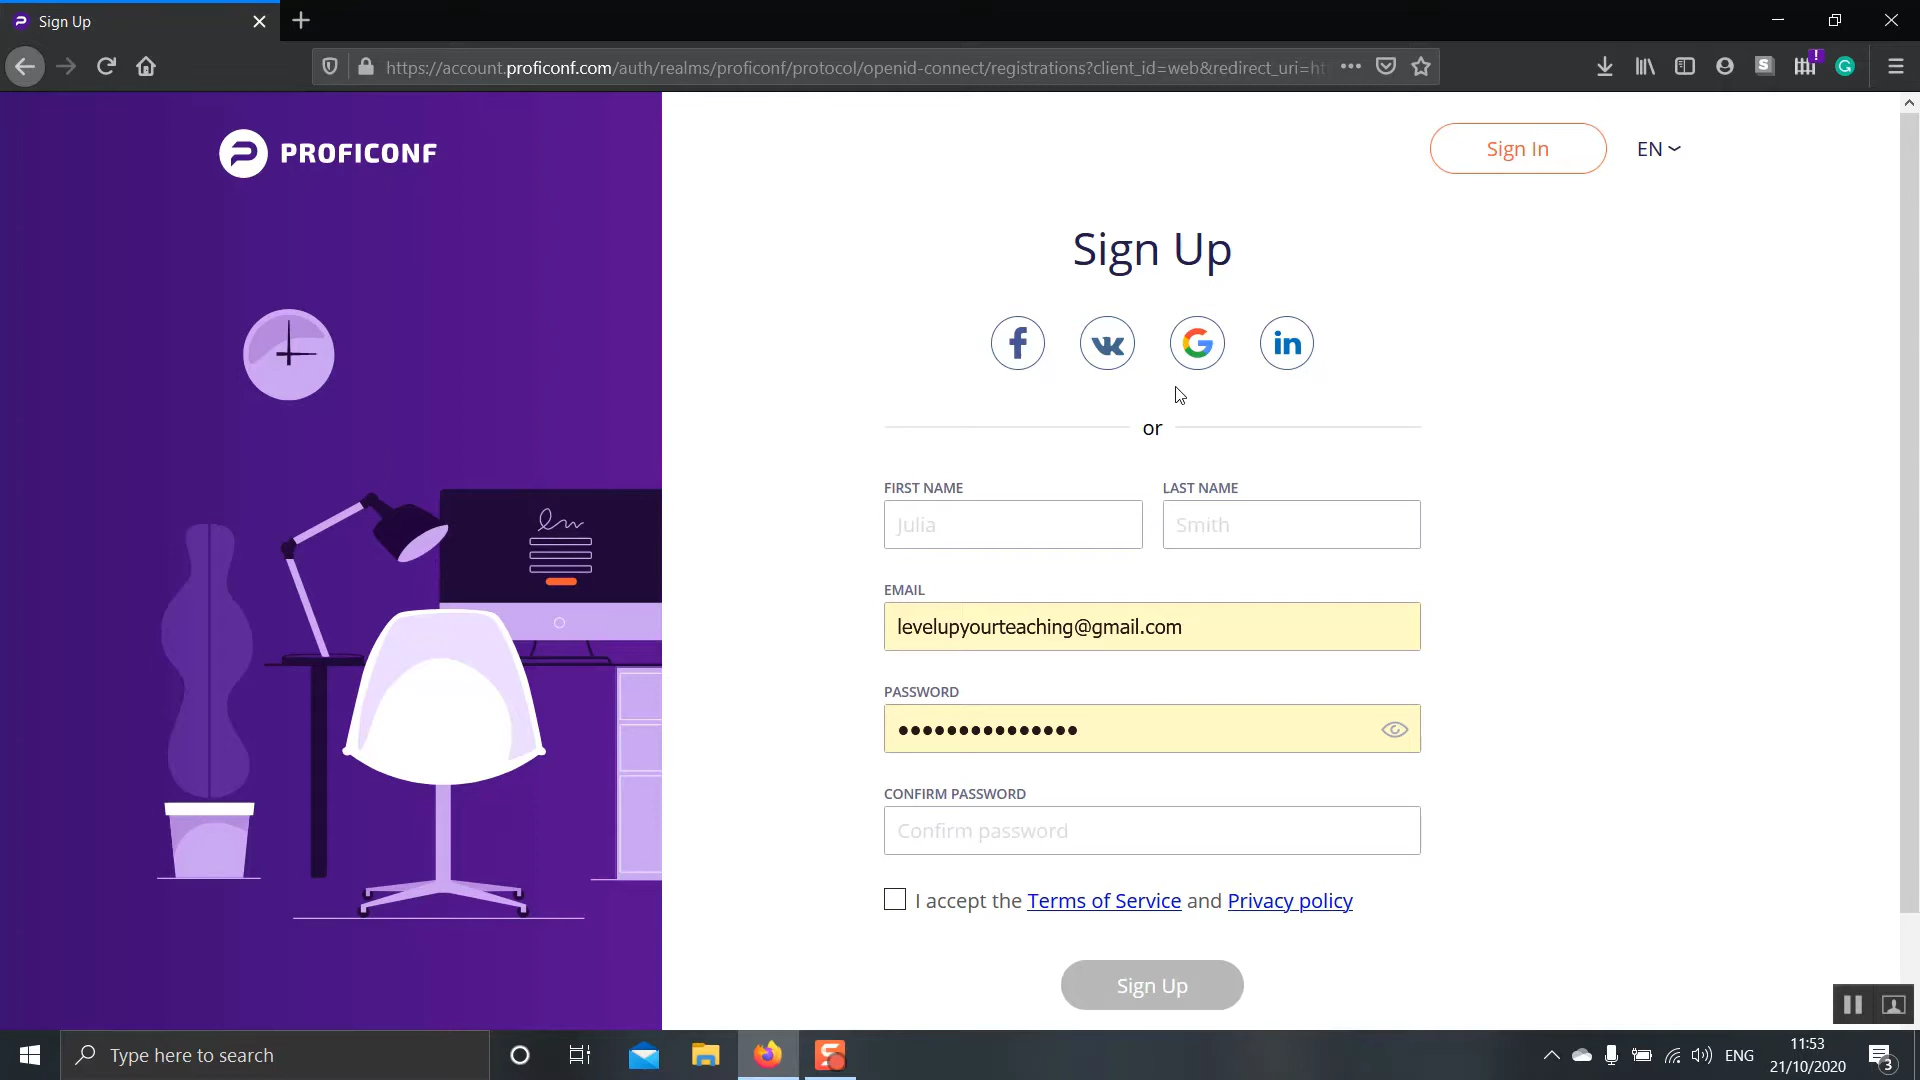 Sign Up
https://account.proficonf.com/auth/realms/proficonf/protocol/openid-connect/registrations?client_id=web&redirect_uri=ht
PROFICONF
Sign In
EN
Sign Up
or
FIRST NAME
LAST NAME
Julia
Smith
EMAIL
levelupyourteaching@gmail.com
PASSWORD
CONFIRM PASSWORD
Confirm password
I accept the Terms of Service and Privacy policy
Sign Up
Type here to search
ENG
11:53
21/10/2020
3